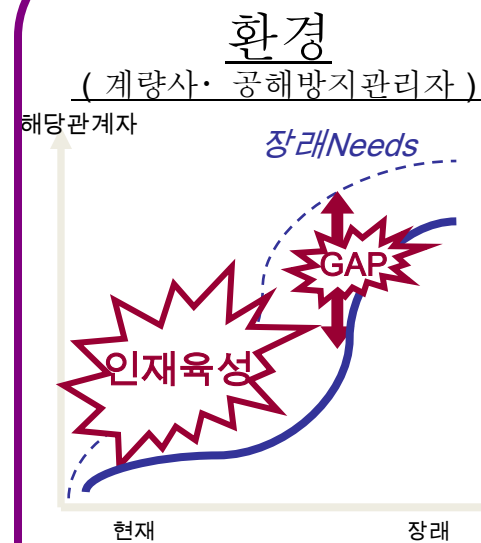 환경
( 계량사· 공해방지관리자 )
해당관계자
장래Needs
GAP
인재육성
현재
장래